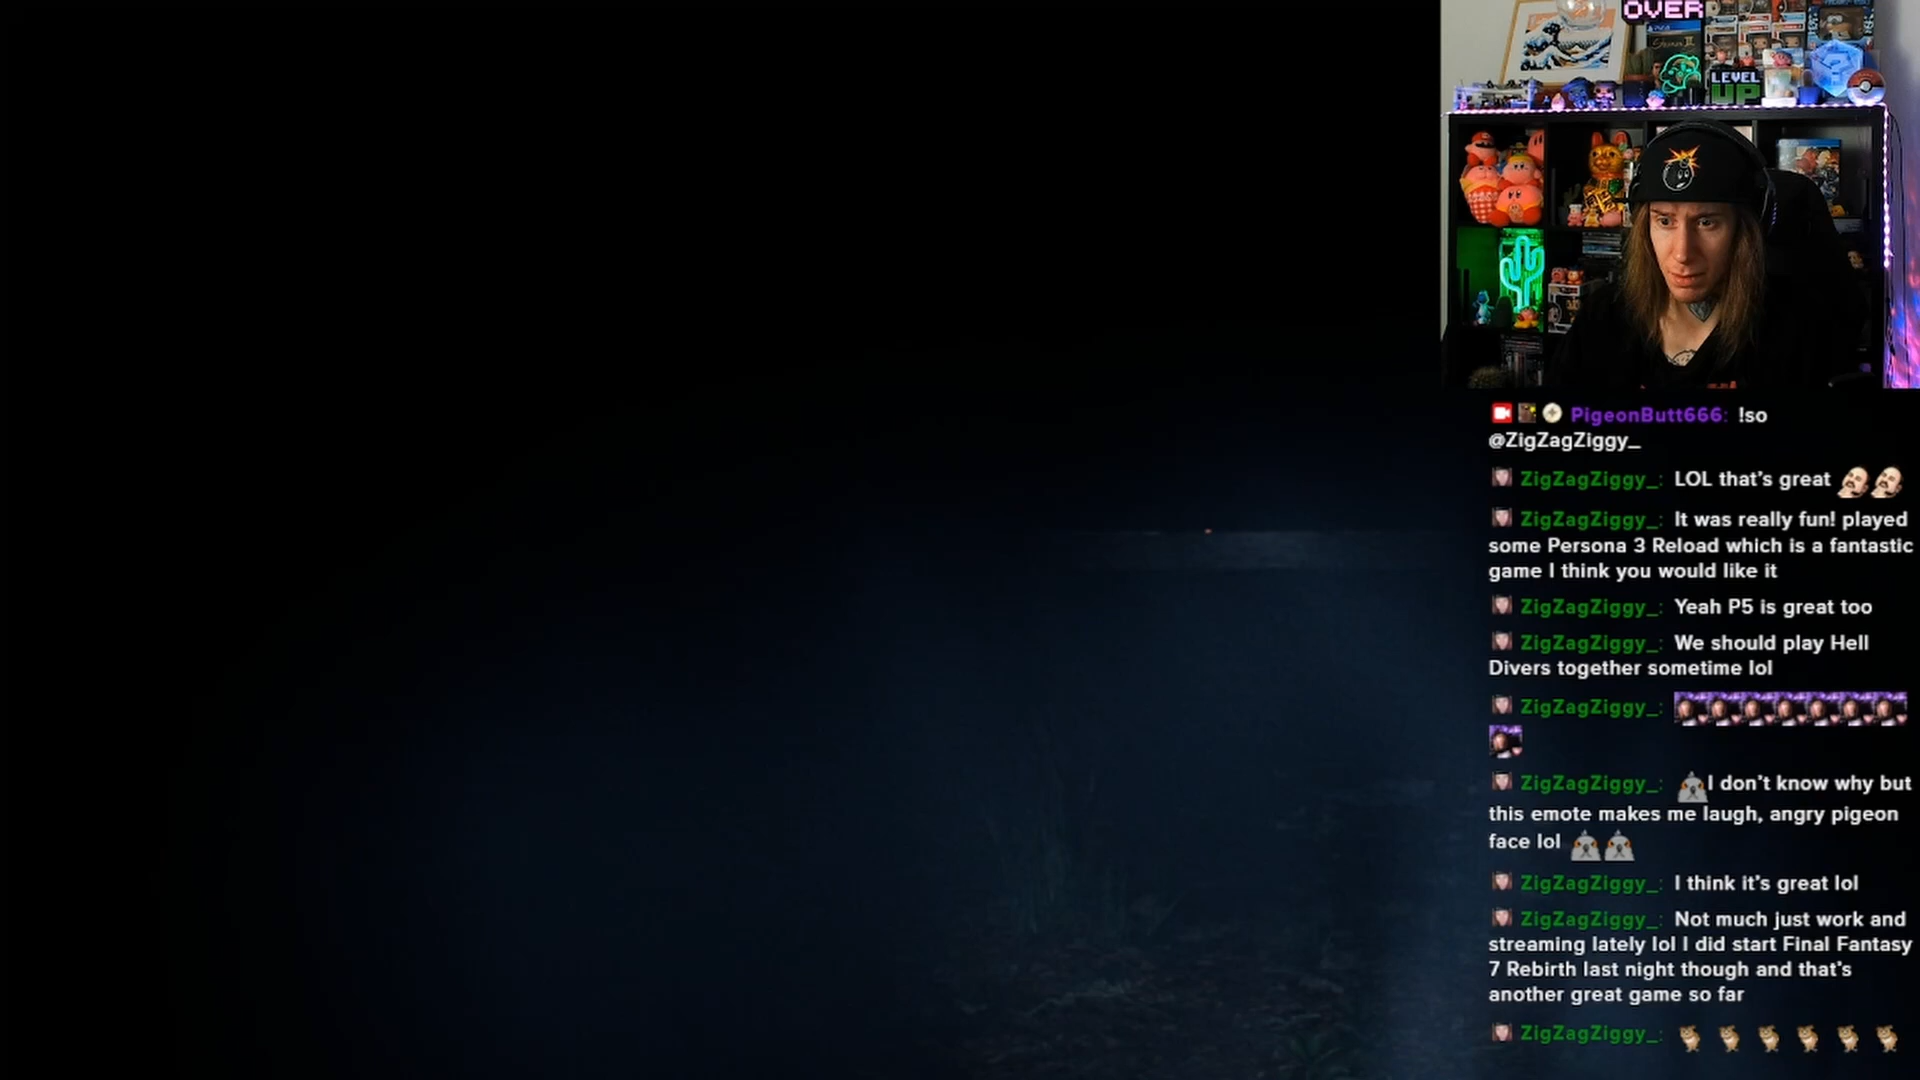 OVER
LEVEL
UP
PigeonButt666: !so
@ZigZagZiggy_
ZigZagZiggy_: LOL that's great
ZigZagZiggy_: It was really fun! played
some Persona 3 Reload which is a fantastic
game I think you would like it
ZigZagZiggy_: Yeah P5 is great too
ZigZagZiggy_: We should play Hell
Divers together sometime lol
ZigZagZiggy_:
ZigZagZiggy_: I don't know why but
this emote makes me laugh, angry pigeon
face lol
ZigZagZiggy_: I think it's great lol
ZigZagZiggy_: Not much just work and
streaming lately lol I did start Final Fantasy
7 Rebirth last night though and that's
another great game so far
ZigZagZiggy_: